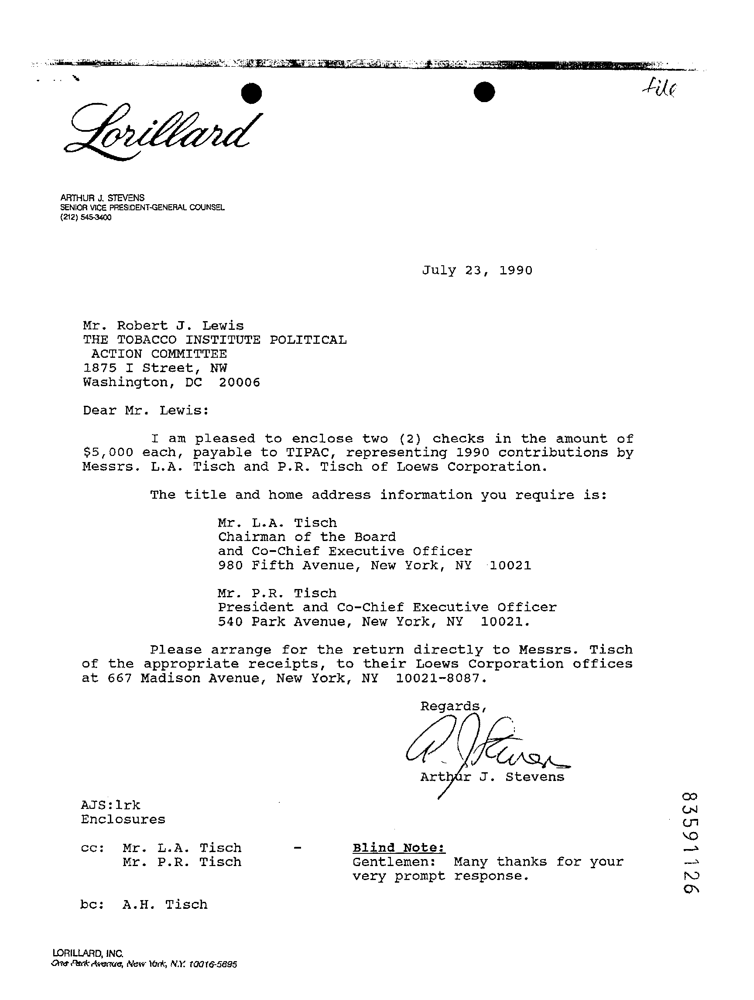 file
Lorillard
ARTHUR J. STEVENS
SENIOR VICE PRESIDENT-GENERAL COUNSEL
(212) 545-3400
July 23, 1990
Mr. Robert J. Lewis
THE TOBACCO INSTITUTE POLITICAL
ACTION COMMITTEE
1875 I Street, NW
Washington, DC 20006
Dear Mr. Lewis:
I am pleased to enclose two (2) checks in the amount of
$5,000 each, payable to TIPAC, representing 1990 contributions by
Messrs. L.A. Tisch and P.R. Tisch of Loews Corporation.
The title and home address information you require is:
Mr. L.A. Tisch
Chairman of the Board
and Co-Chief Executive Officer
980 Fifth Avenue, New York, NY 10021
Mr. P.R. Tisch
President and Co-Chief Executive Officer
540 Park Avenue, New York, NY 10021.
Please arrange for the return directly to Messrs. Tisch
of the appropriate receipts, to their Loews Corporation offices
at 667 Madison Avenue, New York, NY 10021-8087.
Regards,
A. J. Stevens
Arthur J. Stevens
AJS:lrk
Enclosures
cc: Mr. L.A. Tisch - Blind Note:
Mr. P.R. Tisch Gentlemen: Many thanks for your
very prompt response.
bc: A.H. Tisch
83591126
LORILLARD, INC.
One Park Avenue, New York, N.Y. 10016-5895